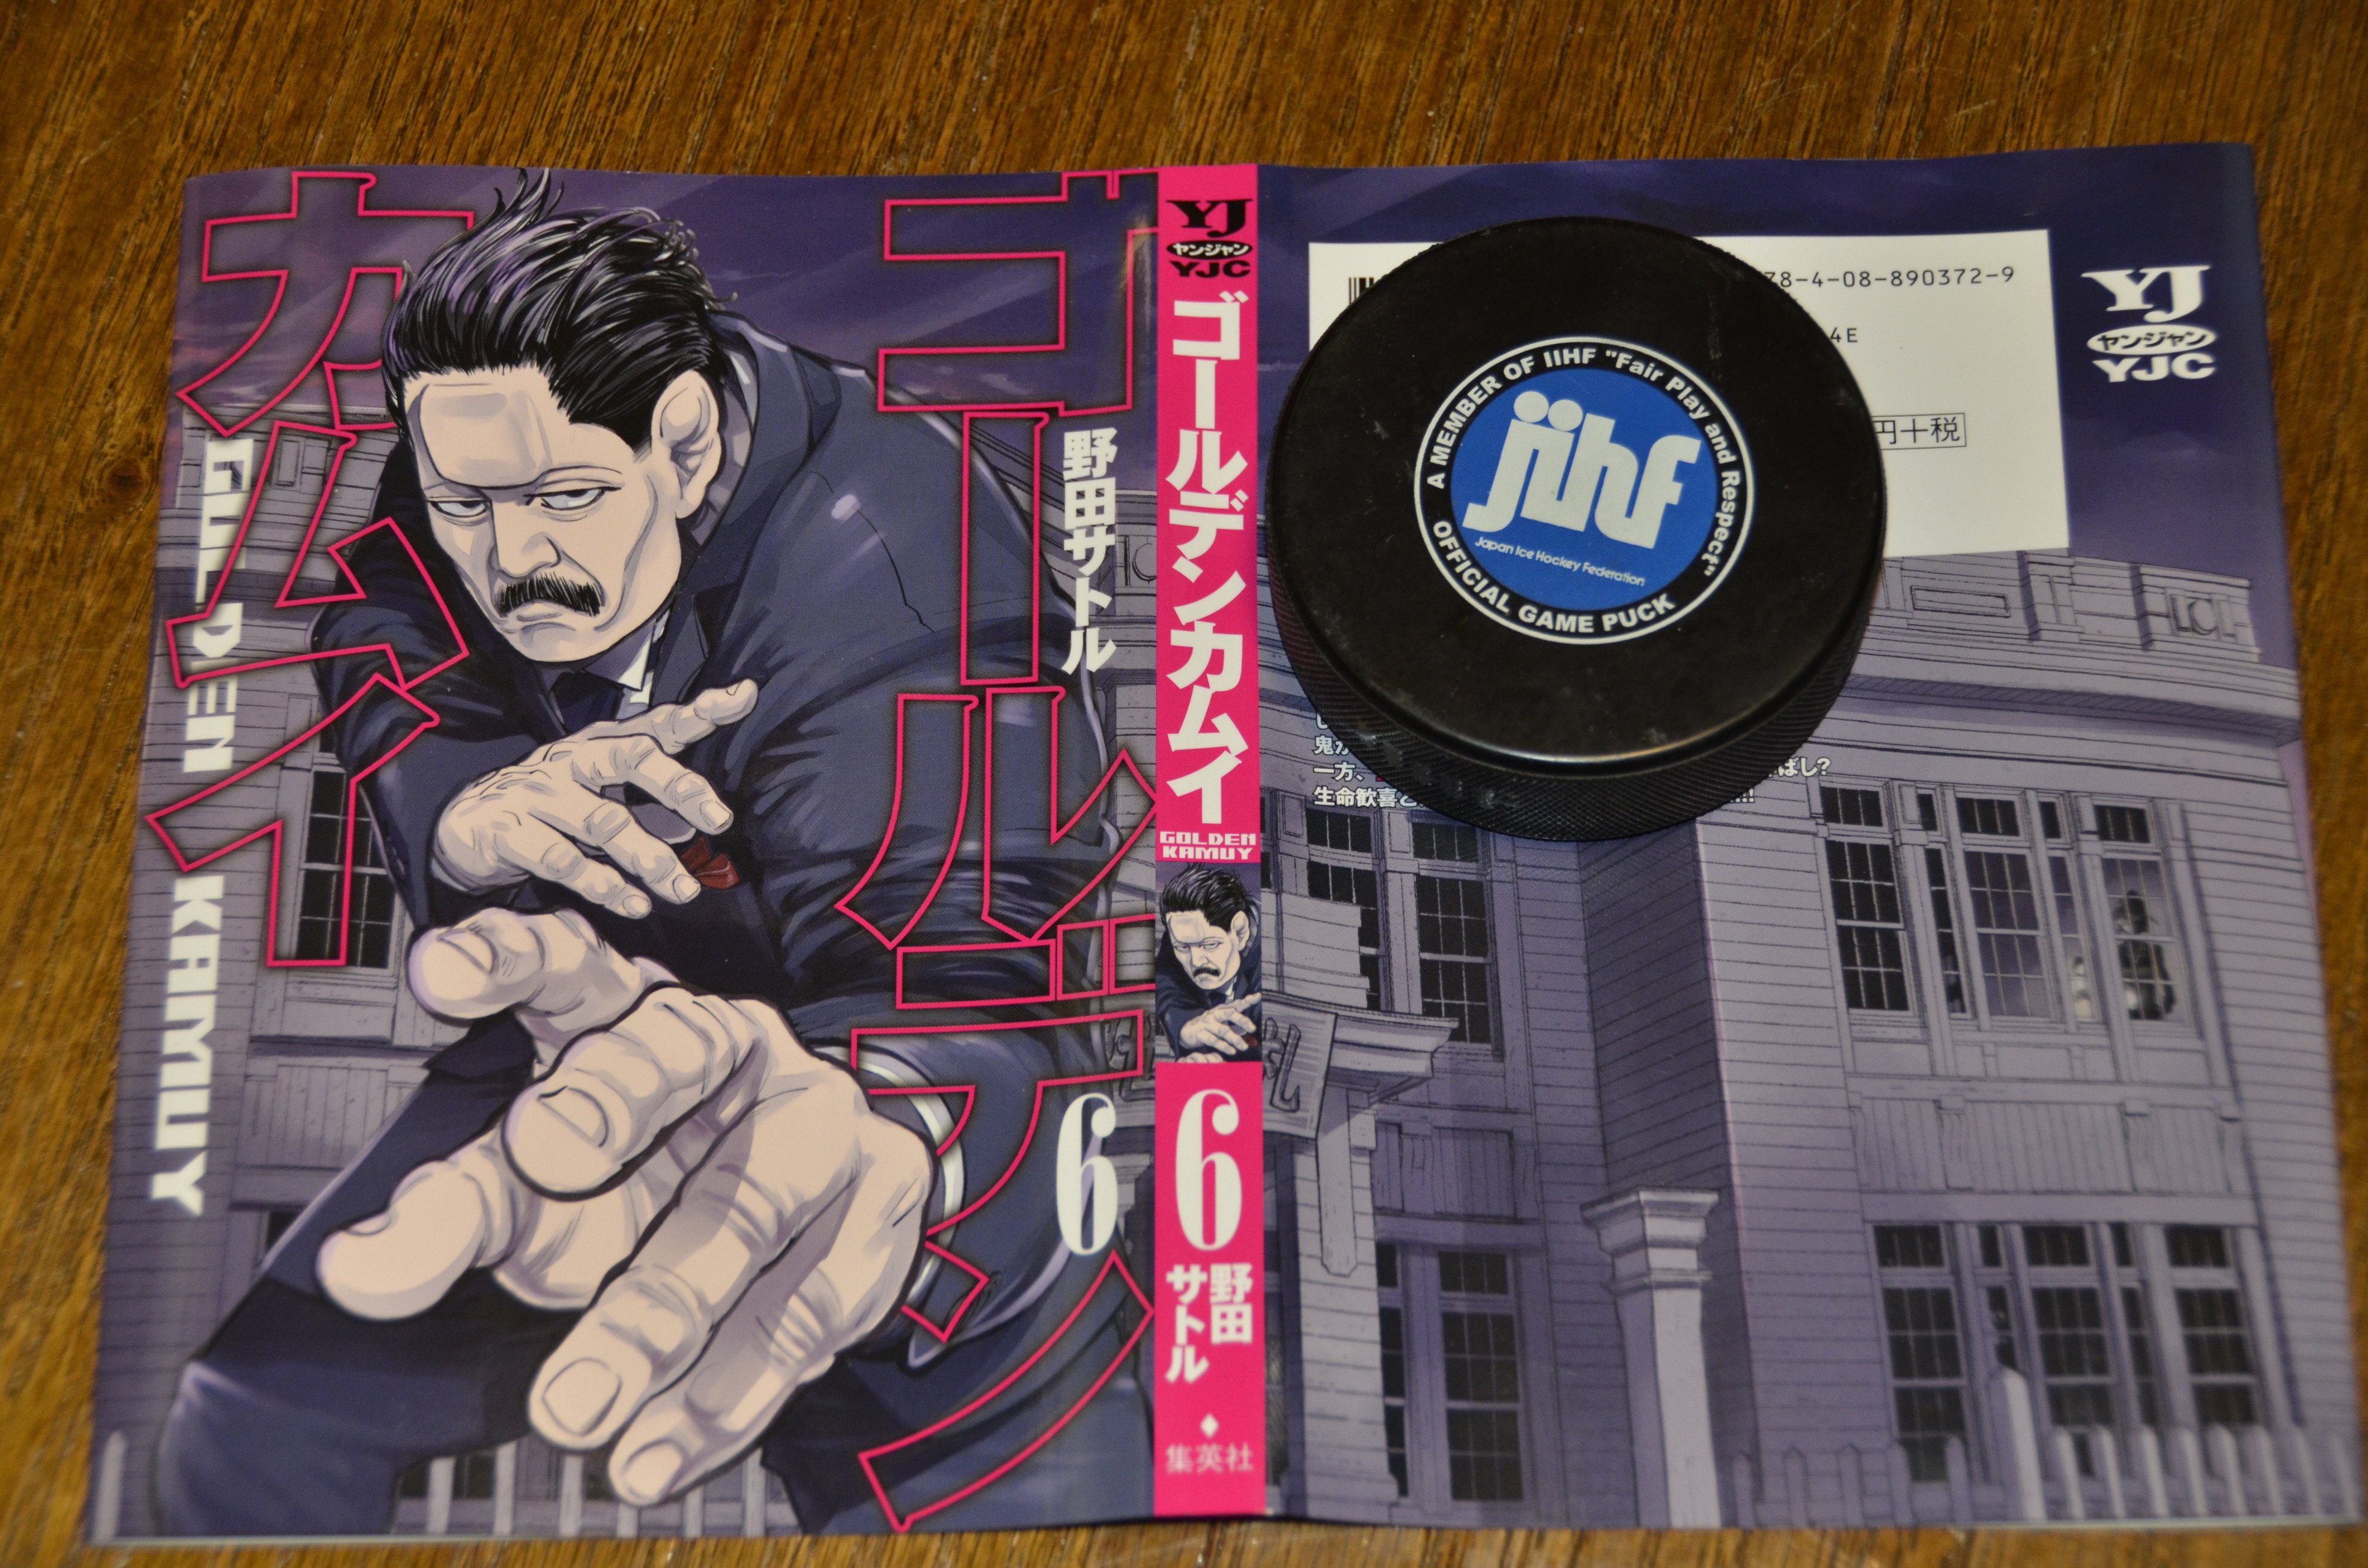 ゴールデン
カムイ
GOLDEN KAMUY
野田サトル
6
YJ
ヤンジャン
YJC
ゴールデンカムイ
GOLDEN
KAMUY
6
野田
サトル
集英社
78-4-08-890372-9
4E
円+税
YJ
ヤンジャン
YJC
A MEMBER OF IIHF "Fair Play and Respect"
jihf
Japan Ice Hockey Federation
OFFICIAL GAME PUCK
鬼が
一方、 ばし?
生命歓喜 !!!
札